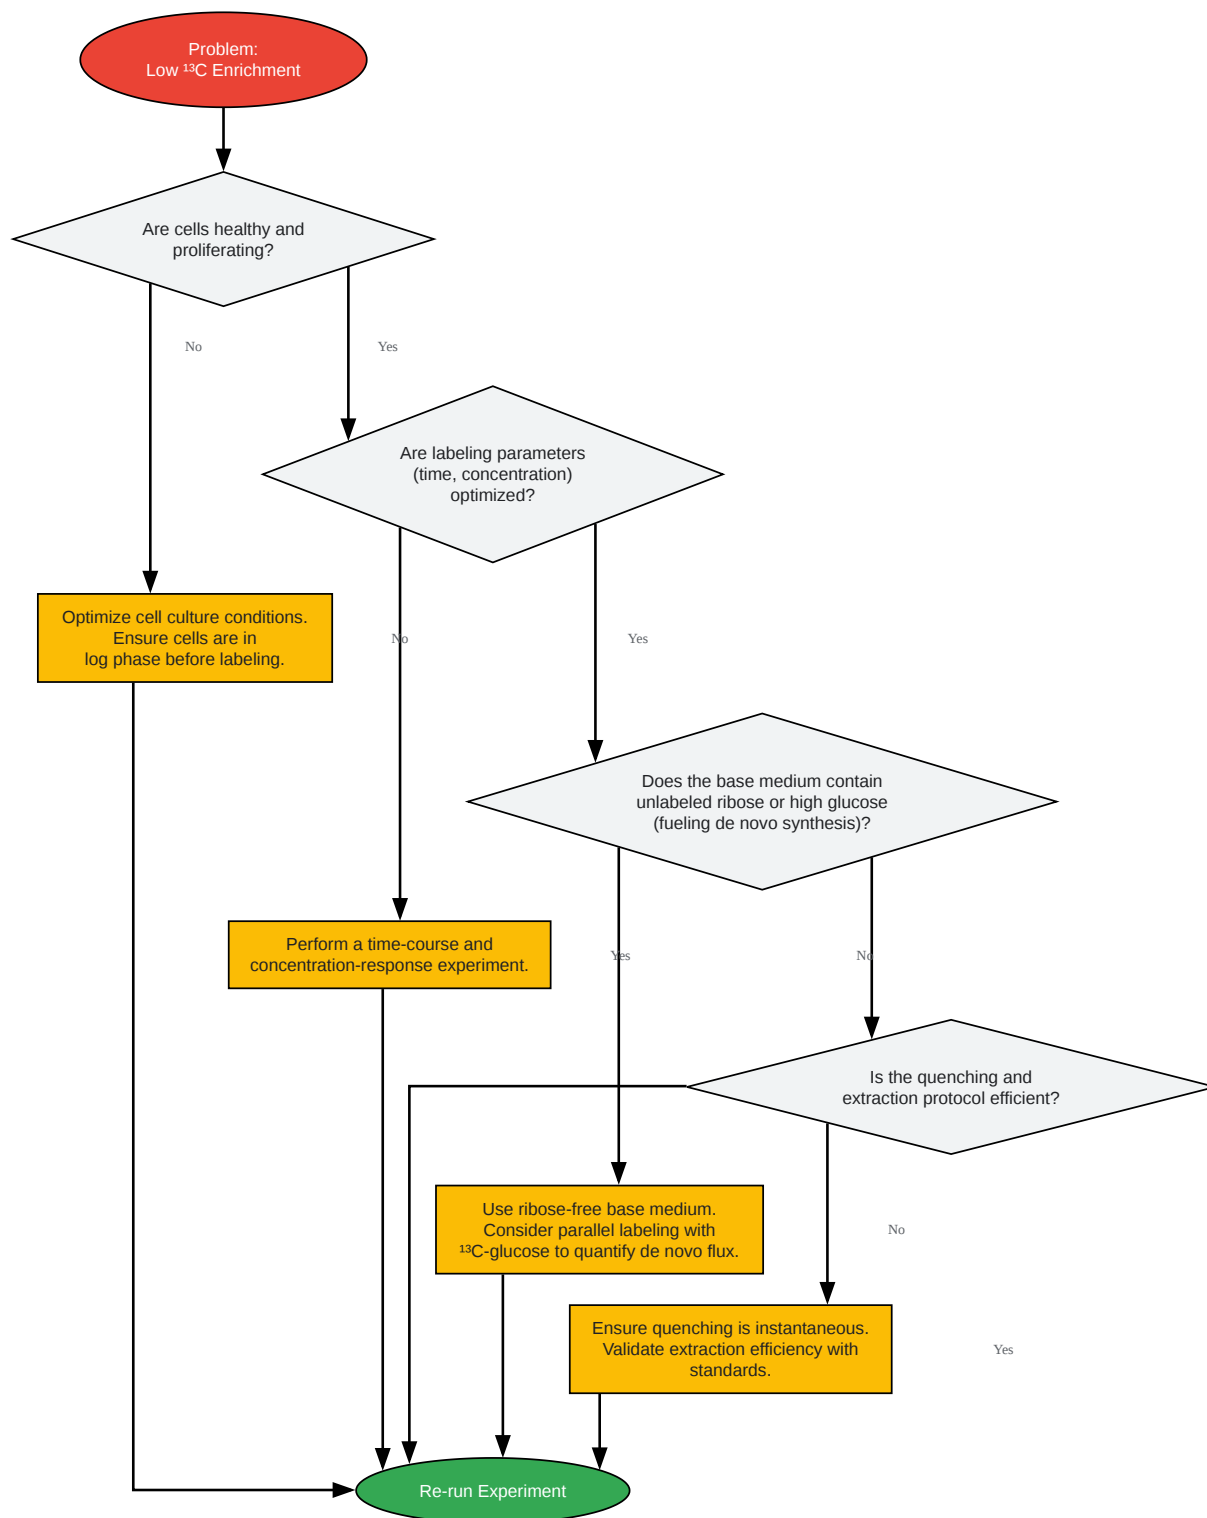 Problem:
Low ¹³C Enrichment
Are cells healthy and
proliferating?
No
Yes
Are labeling parameters
(time, concentration)
optimized?
Optimize cell culture conditions.
Ensure cells are in
log phase before labeling.
No
Yes
Does the base medium contain
unlabeled ribose or high glucose
(fueling de novo synthesis)?
Perform a time-course and
concentration-response experiment.
Yes
No
Is the quenching and
extraction protocol efficient?
Use ribose-free base medium.
Consider parallel labeling with
¹³C-glucose to quantify de novo flux.
No
Ensure quenching is instantaneous.
Validate extraction efficiency with
standards.
Yes
Re-run Experiment